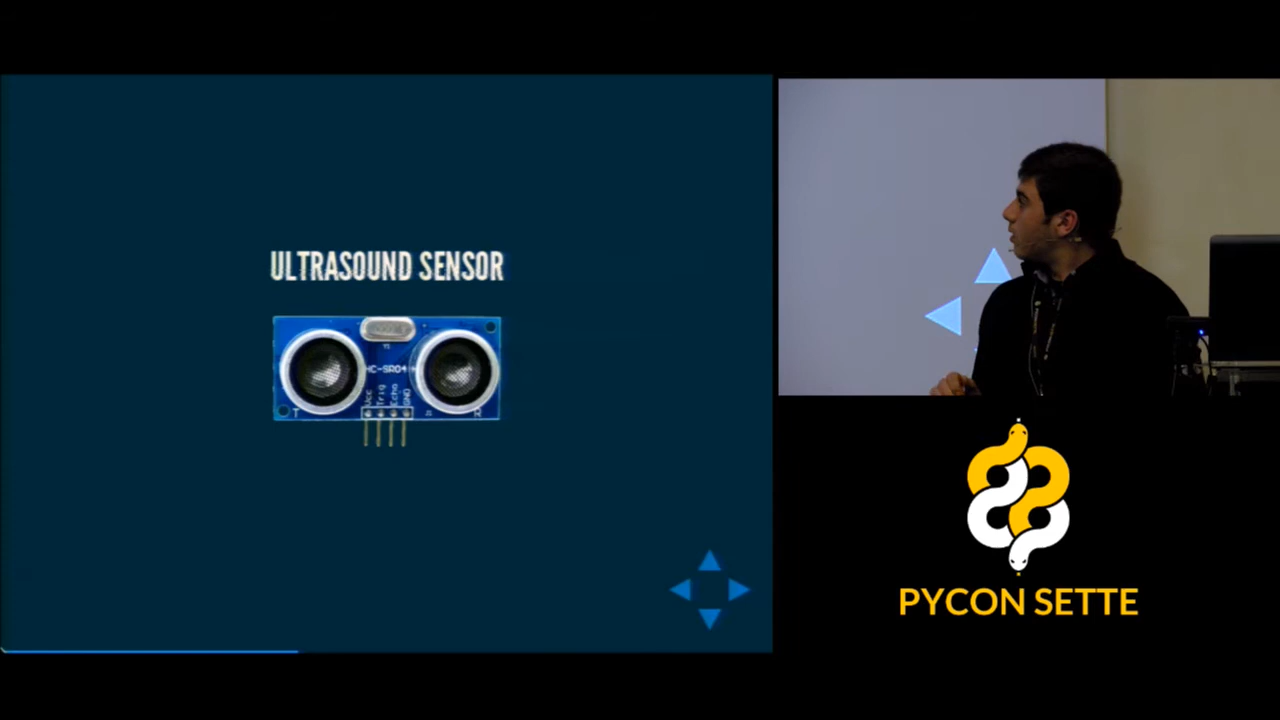 ULTRASOUND SENSOR
HC-SR04
Vcc
Trig
Echo
GND
T
R
PYCON SETTE